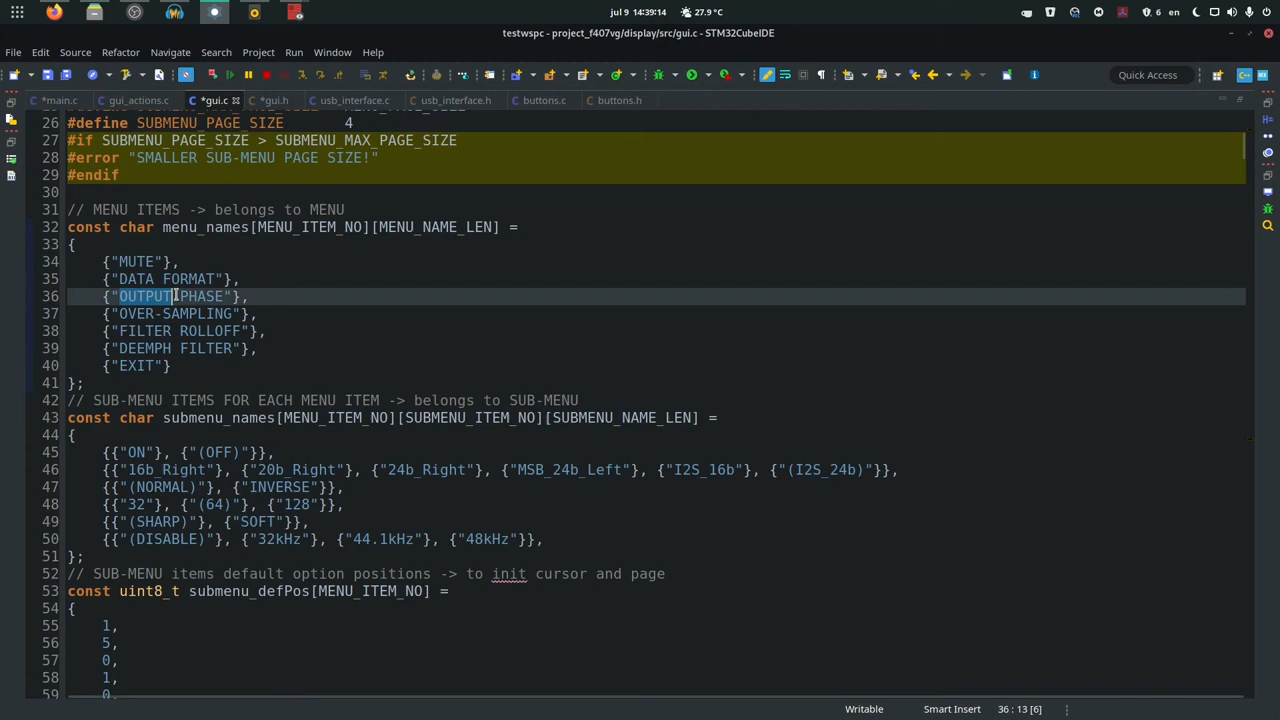 jul 9 14:39:14 27.9 °C
6 en
testwspc - project_f407vg/display/src/gui.c - STM32CubeIDE
File Edit Source Refactor Navigate Search Project Run Window Help
Quick Access
*main.c gui_actions.c *gui.c *gui.h usb_interface.c usb_interface.h buttons.c buttons.h
26 #define SUBMENU_PAGE_SIZE 4
27 #if SUBMENU_PAGE_SIZE > SUBMENU_MAX_PAGE_SIZE
28 #error "SMALLER SUB-MENU PAGE SIZE!"
29 #endif
30
31 // MENU ITEMS -> belongs to MENU
32 const char menu_names[MENU_ITEM_NO][MENU_NAME_LEN] =
33 {
34 {"MUTE"},
35 {"DATA FORMAT"},
36 {"OUTPUT PHASE"},
37 {"OVER-SAMPLING"},
38 {"FILTER ROLLOFF"},
39 {"DEEMPH FILTER"},
40 {"EXIT"}
41 };
42 // SUB-MENU ITEMS FOR EACH MENU ITEM -> belongs to SUB-MENU
43 const char submenu_names[MENU_ITEM_NO][SUBMENU_ITEM_NO][SUBMENU_NAME_LEN] =
44 {
45 {{"ON"}, {"(OFF)"}},
46 {{"16b_Right"}, {"20b_Right"}, {"24b_Right"}, {"MSB_24b_Left"}, {"I2S_16b"}, {"(I2S_24b)"}},
47 {{"(NORMAL)"}, {"INVERSE"}},
48 {{"32"}, {"(64)"}, {"128"}},
49 {{"(SHARP)"}, {"SOFT"}},
50 {{"(DISABLE)"}, {"32kHz"}, {"44.1kHz"}, {"48kHz"}},
51 };
52 // SUB-MENU items default option positions -> to init cursor and page
53 const uint8_t submenu_defPos[MENU_ITEM_NO] =
54 {
55 1,
56 5,
57 0,
58 1,
59 0,
Writable Smart Insert 36 : 13 [6]